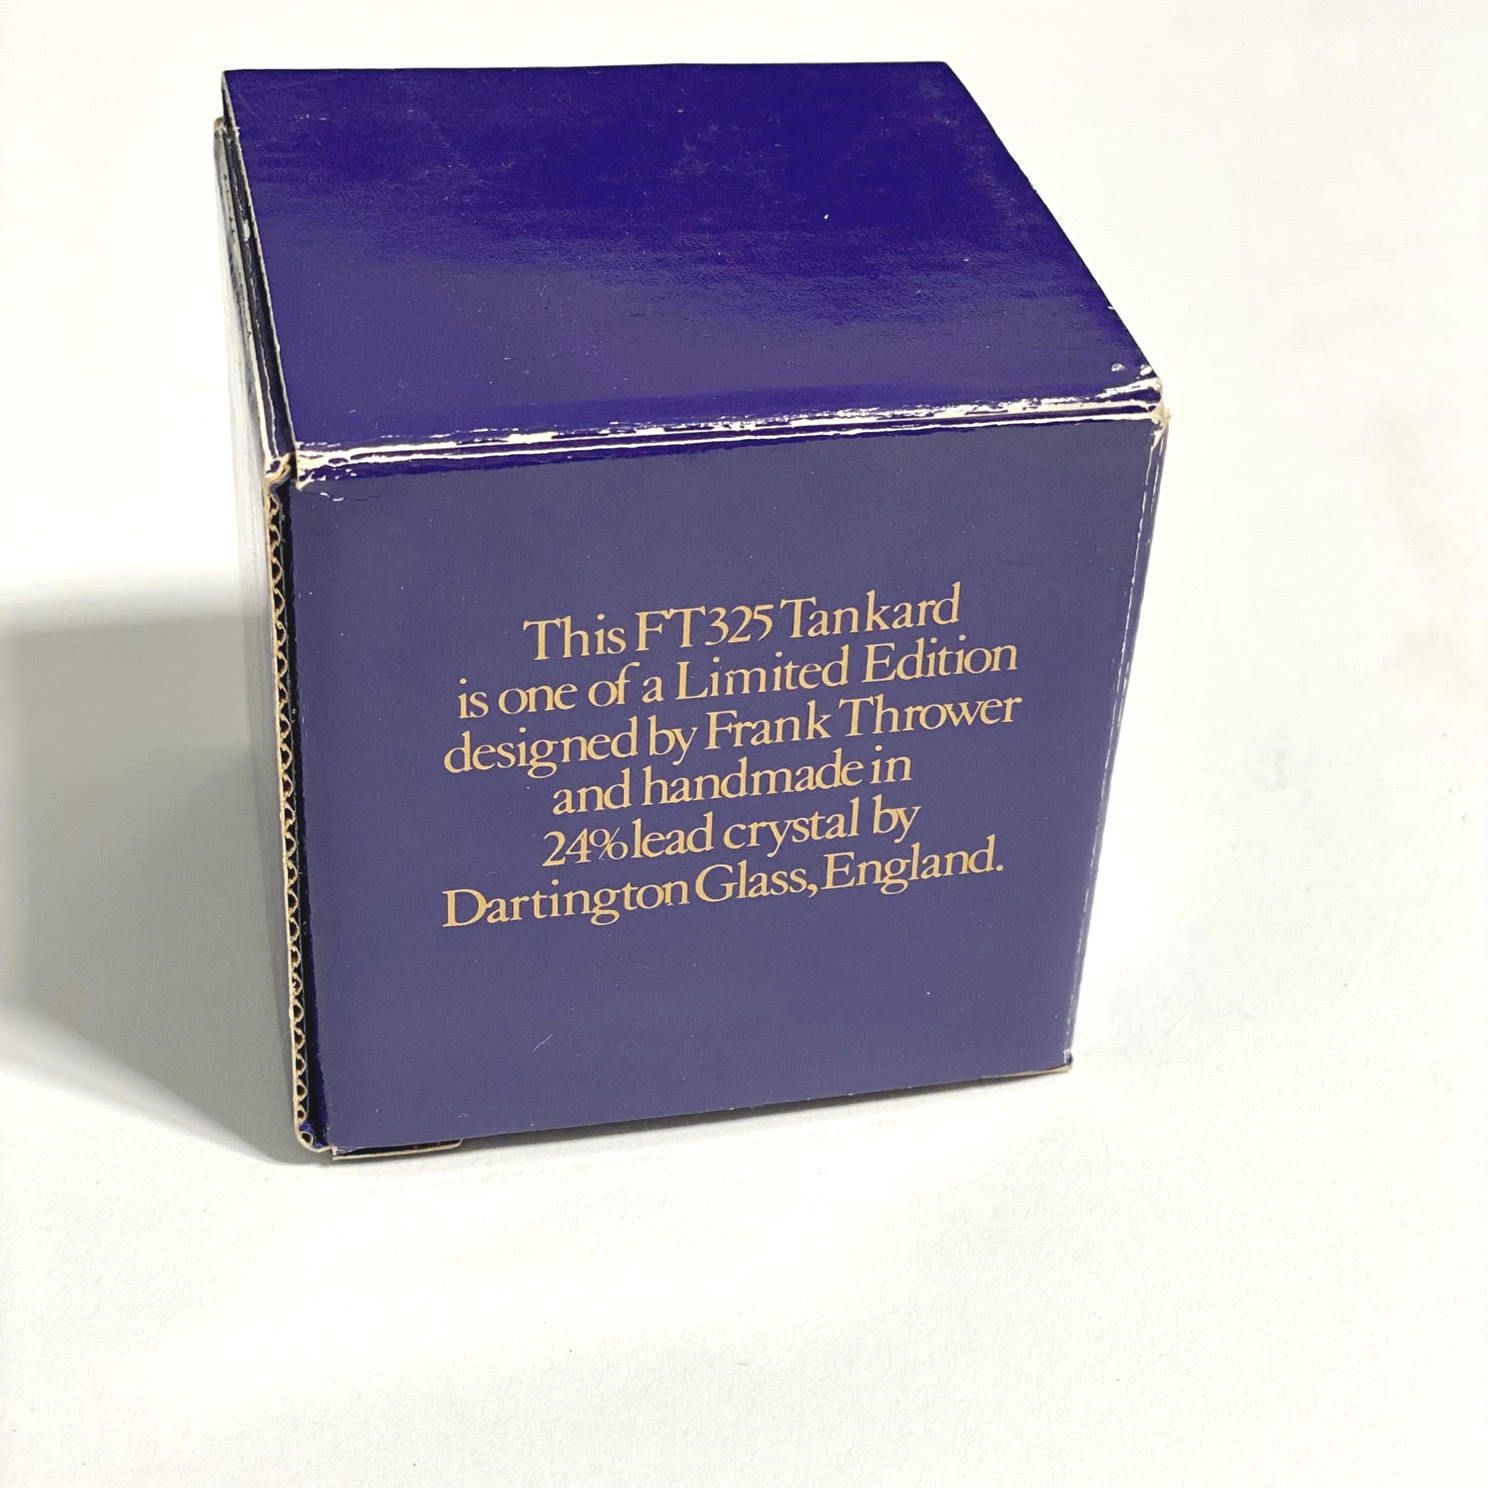 This FT325 Tankard
is one of a Limited Edition
designed by Frank Thrower
and handmade in
24% lead crystal by
Dartington Glass, England.